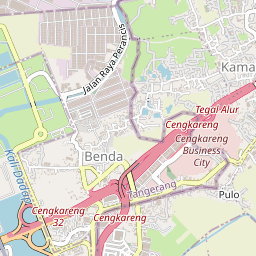 Jalan Raya Perancis
Kama
Tegal Alur
Cengkareng
Cengkareng
Business
City
Benda
Kali Dadap
Tangerang
Pulo
Cengkareng
32
Cengkareng